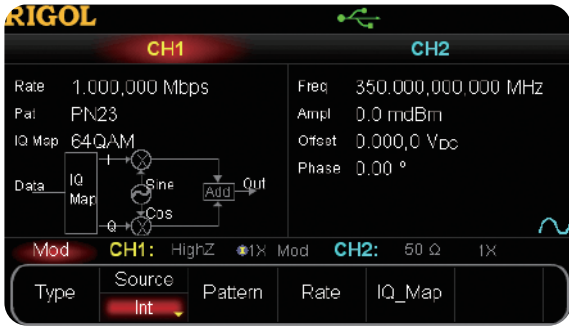 RIGOL
CH1
CH2
Rate 1.000,000 Mbps
Pat PN23
IQ Map 64QAM
Data
IQ
Map
I
Q
Sine
Cos
Add
Out
Freq 350.000,000,000 MHz
Ampl 0.0 mdBm
Offset 0.000,0 VDC
Phase 0.00 °
Mod CH1: HighZ 1X Mod CH2: 50 Ω 1X
Type
Source
Int
Pattern
Rate
IQ_Map